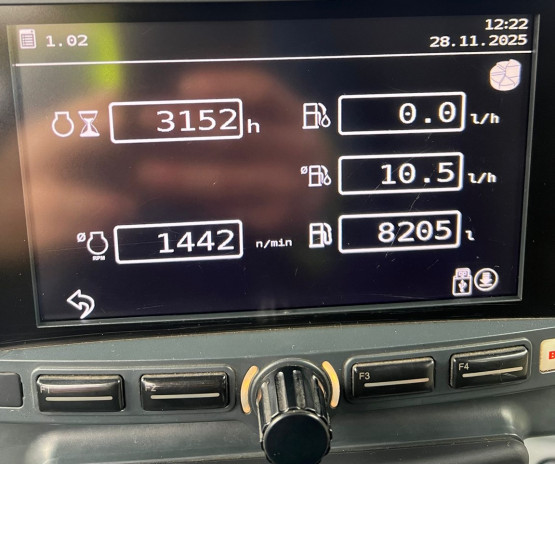 12:22
1.02
28.11.2025
3152 h
0.0 l/h
ø 10.5 l/h
ø RPM 1442 n/min
8205 l
F1
F2
F3
F4
B